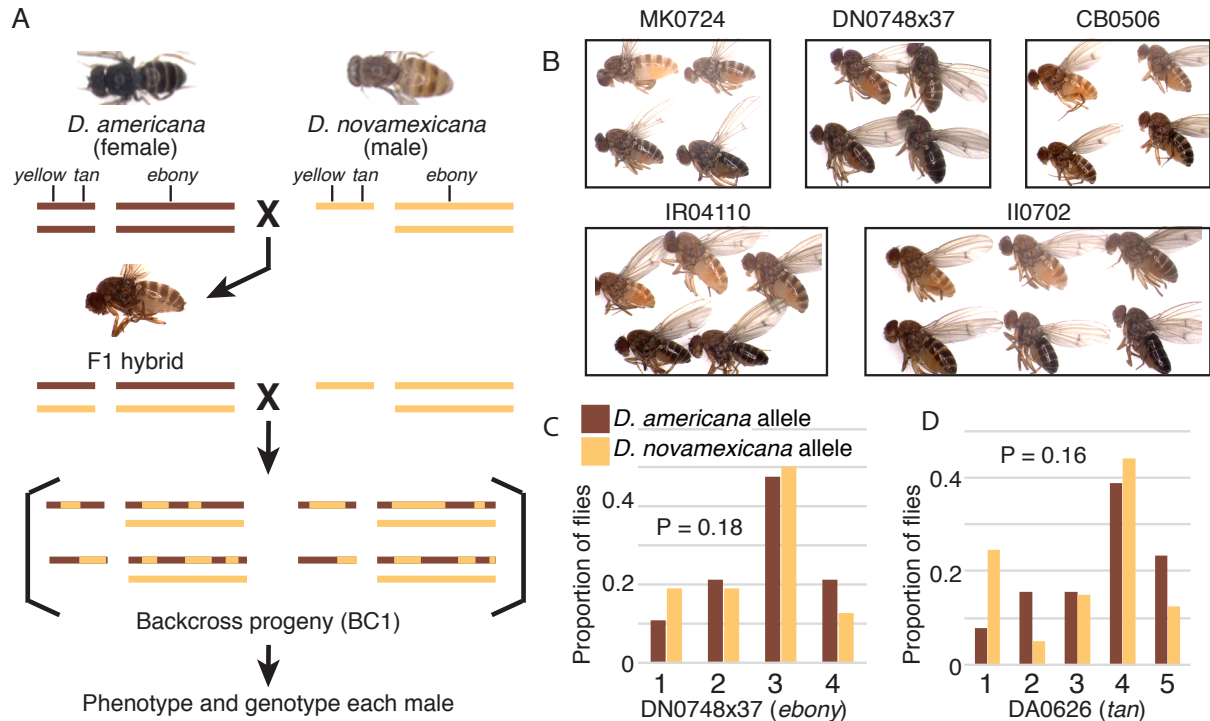 A
D. americana
(female)
D. novamexicana
(male)
yellow tan ebony
yellow tan ebony
X
F1 hybrid
X
Backcross progeny (BC1)
Phenotype and genotype each male
B
MK0724
DN0748x37
CB0506
IR04110
II0702
C
D. americana allele
D. novamexicana allele
P = 0.18
Proportion of flies
0.4
0.2
0
1 2 3 4
DN0748x37 (ebony)
D
P = 0.16
Proportion of flies
0.4
0.2
0
1 2 3 4 5
DA0626 (tan)